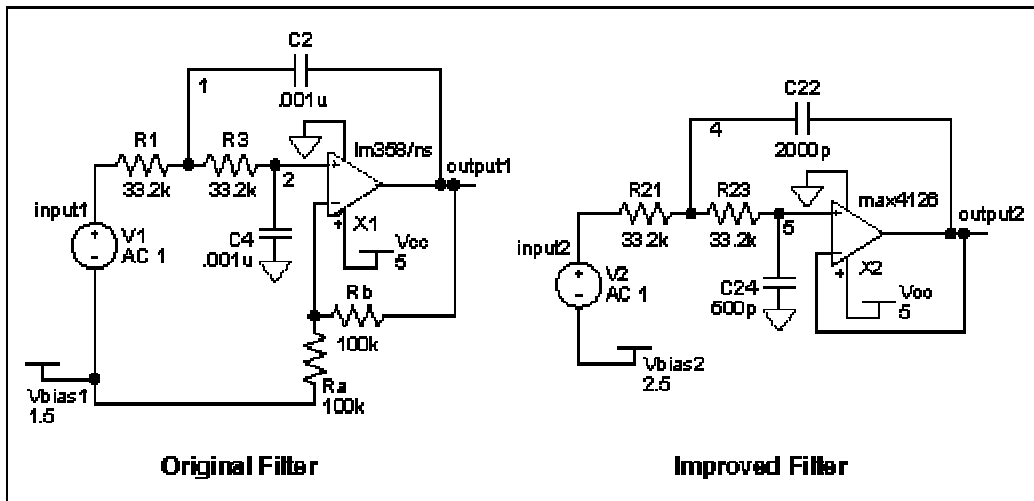 C2
1
.001u
R1
R3
lm358/ns
output1
33.2k
33.2k
2
input1
V1
AC 1
C4
.001u
X1
Vcc
5
Rb
100k
Ra
100k
Vbias1
1.5
Original Filter
C22
4
2000p
R21
R23
max4126
output2
33.2k
33.2k
5
input2
V2
AC 1
C24
500p
X2
Vcc
5
Vbias2
2.5
Improved Filter